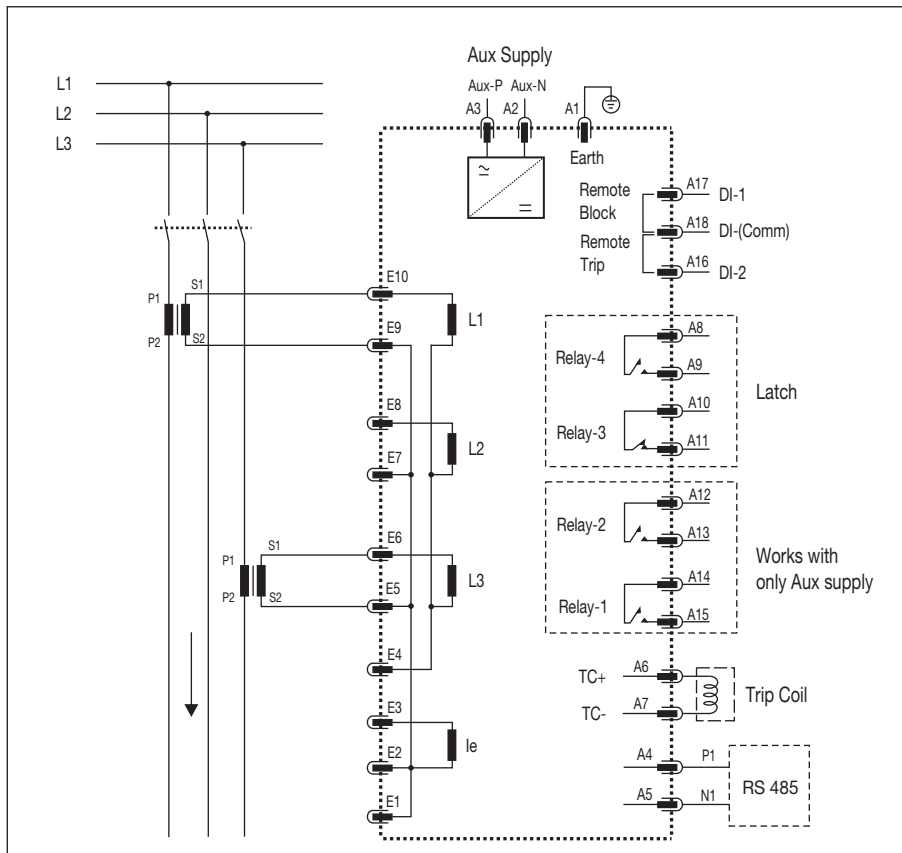 Aux Supply
Aux-P Aux-N
A3 A2 A1
L1
L2
L3
Earth
Remote Block
A17 DI-1
A18 DI-(Comm)
Remote Trip
A16 DI-2
E10
S1
P1
L1
E9
P2
S2
A8
Relay-4
A9
Latch
E8
A10
L2
Relay-3
E7
A11
A12
Relay-2
E6
A13
S1
P1
L3
Works with
only Aux supply
E5
A14
P2
S2
Relay-1
A15
E4
TC+ A6
Trip Coil
E3
TC- A7
Ie
E2
A4 P1
RS 485
E1
A5 N1